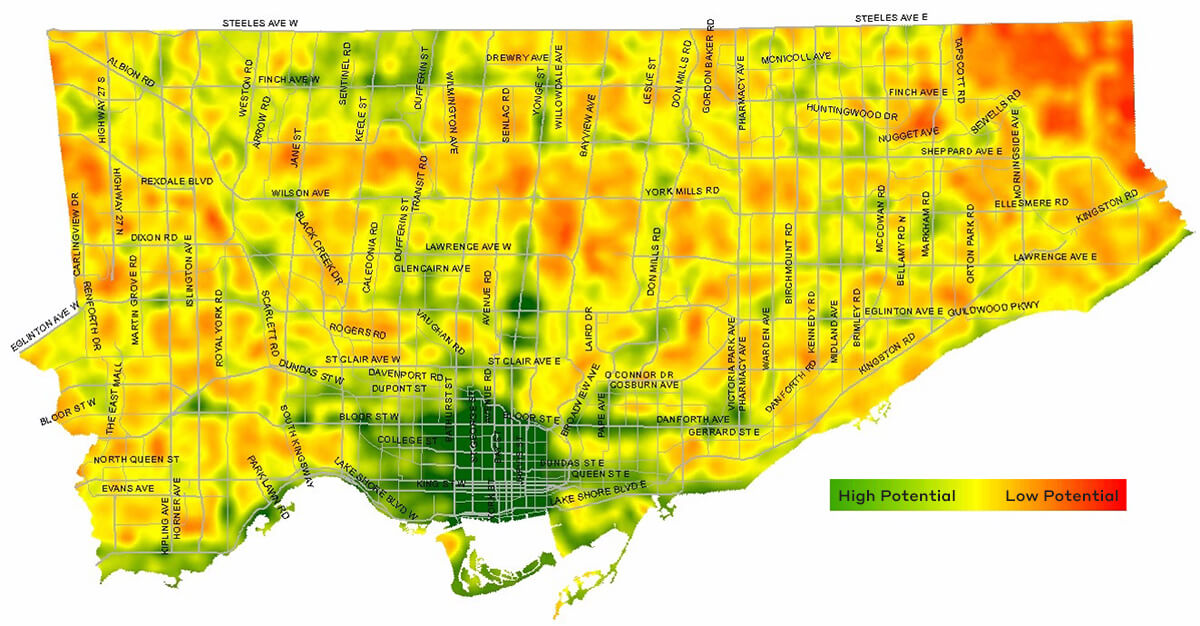 STEELES AVE W
STEELES AVE E
ALBION RD
HIGHWAY 27 S
WESTON RD
ARROW RD
FINCH AVE W
JANE ST
SENTINEL RD
KEELE ST
DUFFERIN ST
WILMINGTON AVE
DREWRY AVE
SENLAC RD
YONGE ST
WILLOWDALE AVE
BAYVIEW AVE
LESLIE ST
DON MILLS RD
GORDON BAKER RD
PHARMACY AVE
MCNICOLL AVE
TAPSCOTT RD
FINCH AVE E
HUNTINGWOOD DR
NUGGET AVE
SEWELLS RD
SHEPPARD AVE E
MORNINGSIDE AVE
REXDALE BLVD
HIGHWAY 27 N
WILSON AVE
TRANSIT RD
YORK MILLS RD
ELLESMERE RD
KINGSTON RD
CARLINGVIEW DR
DIXON RD
ISLINGTON AVE
MARTIN GROVE RD
BLACK CREEK DR
CALEDONIA RD
DUFFERIN ST
LAWRENCE AVE W
GLENCAIRN AVE
DON MILLS RD
BIRCHMOUNT RD
MCCOWAN RD
BELLAMY RD N
MARKHAM RD
ORTON PARK RD
LAWRENCE AVE E
EGLINTON AVE W
RENFORTH DR
ROYAL YORK RD
SCARLETT RD
ROGERS RD
VAUGHAN RD
AVENUE RD
LAIRD DR
EGLINTON AVE E
GUILDWOOD PKWY
VICTORIA PARK AVE
PHARMACY AVE
WARDEN AVE
KENNEDY RD
MIDLAND AVE
BRIMLEY RD
DANFORTH RD
KINGSTON RD
ST CLAIR AVE W
ST CLAIR AVE E
DUNDAS ST W
DAVENPORT RD
DUPONT ST
O'CONNOR DR
COSBURN AVE
THE EAST MALL
BLOOR ST W
BLOOR ST W
BATHURST ST
BLOOR ST E
BROADVIEW AVE
PAPE AVE
DANFORTH AVE
GERRARD ST E
COLLEGE ST
SOUTH KINGSWAY
NORTH QUEEN ST
EVANS AVE
KIPLING AVE
HORNER AVE
PARK LAWN RD
LAKE SHORE BLVD W
KING ST W
DUNDAS ST E
QUEEN ST E
LAKE SHORE BLVD E
High Potential
Low Potential